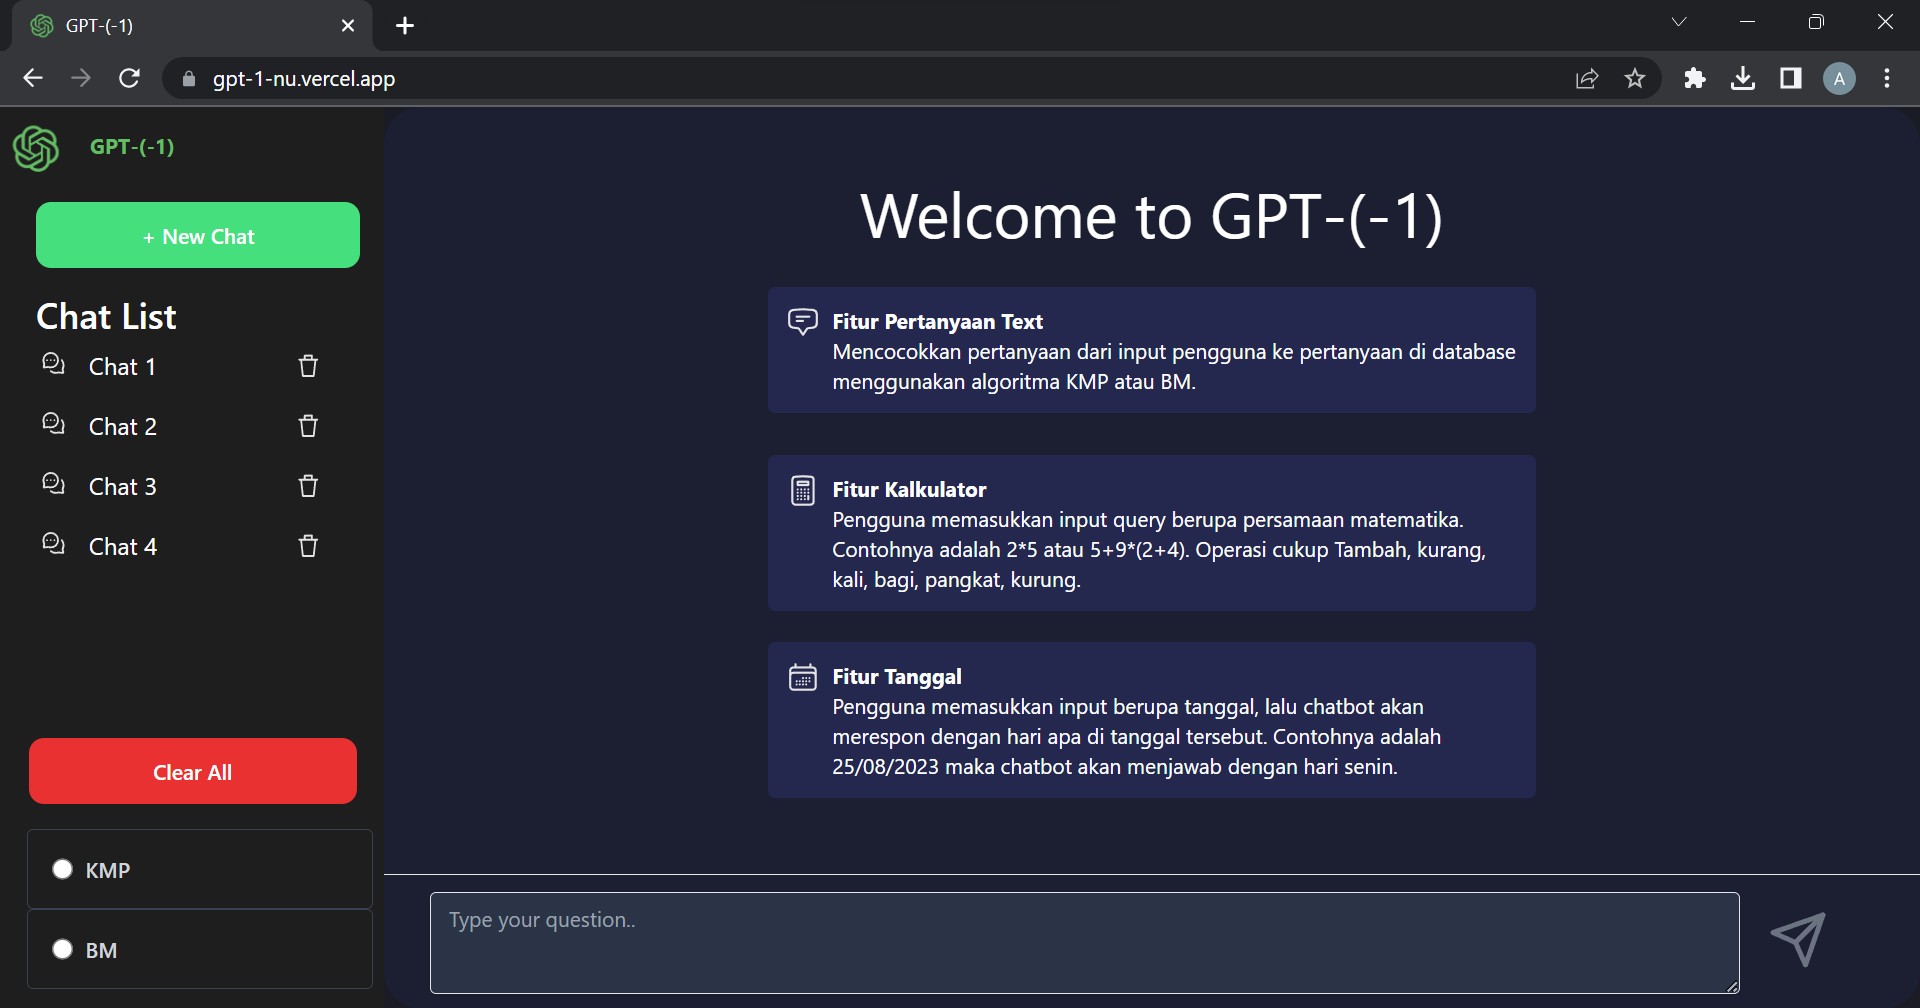 GPT-(-1)
gpt-1-nu.vercel.app
A
GPT-(-1)
+ New Chat
Chat List
Chat 1
Chat 2
Chat 3
Chat 4
Clear All
KMP
BM
Welcome to GPT-(-1)
Fitur Pertanyaan Text
Mencocokkan pertanyaan dari input pengguna ke pertanyaan di database
menggunakan algoritma KMP atau BM.
Fitur Kalkulator
Pengguna memasukkan input query berupa persamaan matematika.
Contohnya adalah 2*5 atau 5+9*(2+4). Operasi cukup Tambah, kurang,
kali, bagi, pangkat, kurung.
Fitur Tanggal
Pengguna memasukkan input berupa tanggal, lalu chatbot akan
merespon dengan hari apa di tanggal tersebut. Contohnya adalah
25/08/2023 maka chatbot akan menjawab dengan hari senin.
Type your question..